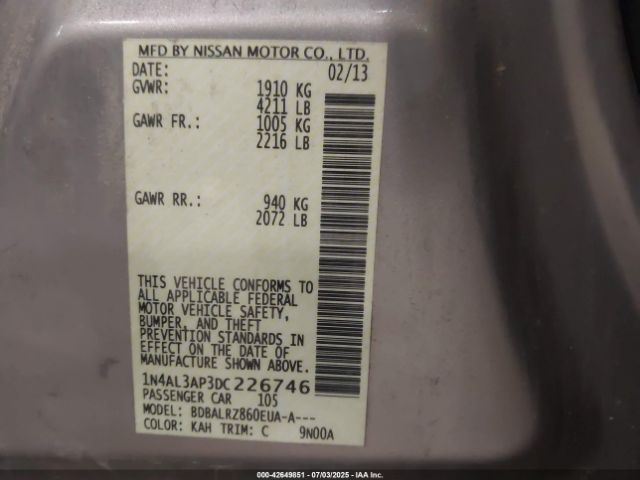 MFD BY NISSAN MOTOR CO., LTD.
DATE: 02/13
GVWR: 1910 KG
4211 LB
GAWR FR.: 1005 KG
2216 LB
GAWR RR.: 940 KG
2072 LB
THIS VEHICLE CONFORMS TO
ALL APPLICABLE FEDERAL
MOTOR VEHICLE SAFETY,
BUMPER, AND THEFT
PREVENTION STANDARDS IN
EFFECT ON THE DATE OF
MANUFACTURE SHOWN ABOVE.
1N4AL3AP3DC226746
PASSENGER CAR 105
MODEL: BDBALRZ860EUA-A---
COLOR: KAH TRIM: C 9N00A
000-42649851 - 07/03/2025 - IAA Inc.